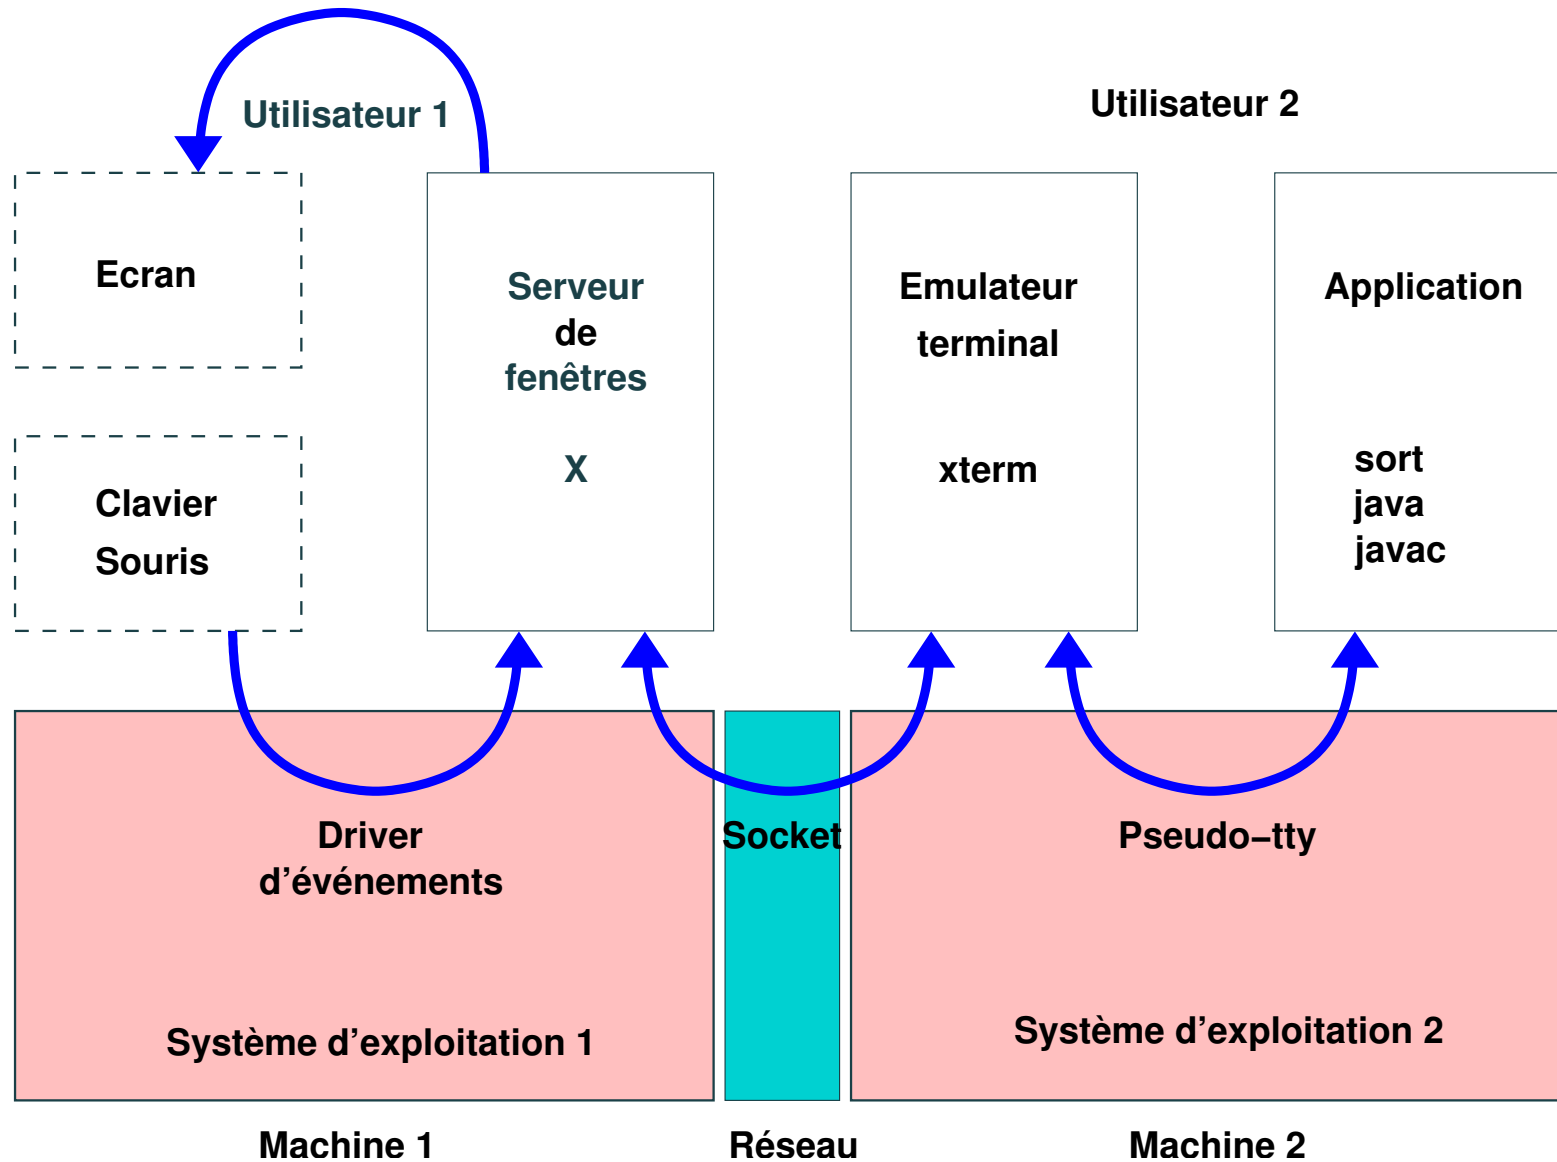 Utilisateur 1
Utilisateur 2
Ecran
Clavier
Souris
Serveur
de
fenêtres
X
Emulateur
terminal
xterm
Application
sort
java
javac
Driver
d'événements
Socket
Pseudo−tty
Système d'exploitation 1
Système d'exploitation 2
Machine 1
Réseau
Machine 2